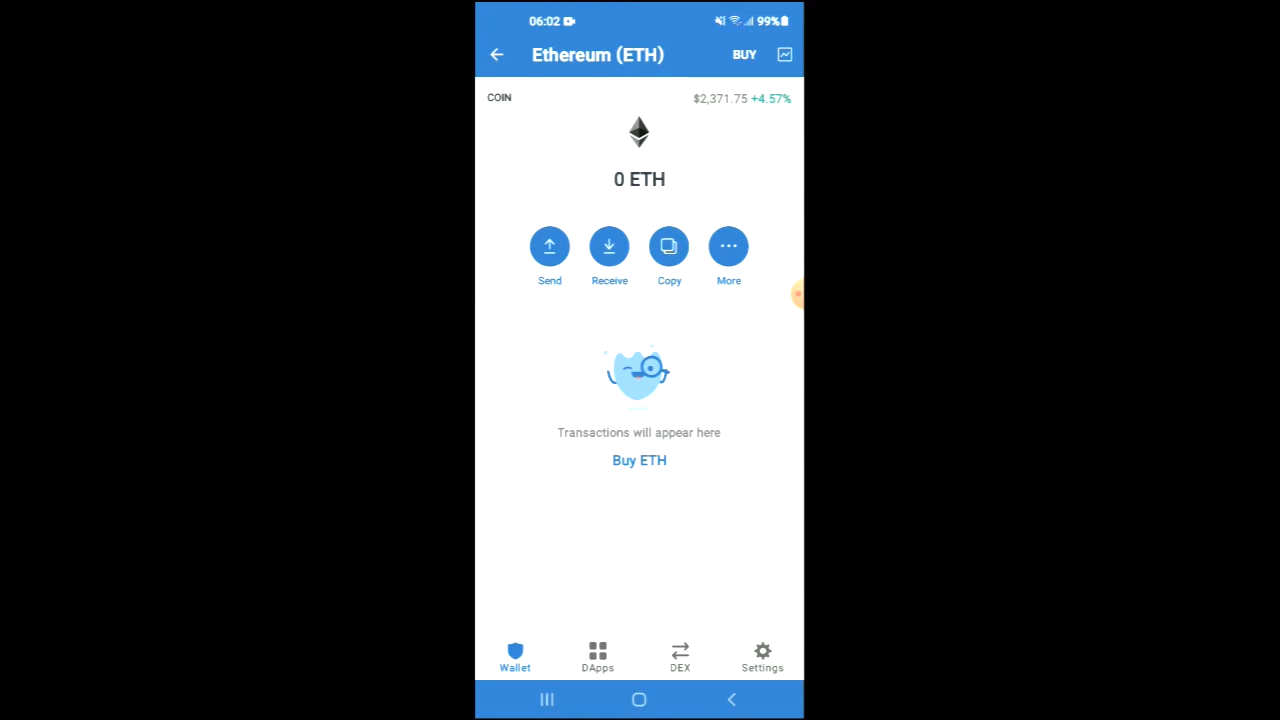 06:02
99%
Ethereum (ETH)
BUY
COIN
$2,371.75 +4.57%
0 ETH
Send
Receive
Copy
More
Transactions will appear here
Buy ETH
Wallet
DApps
DEX
Settings